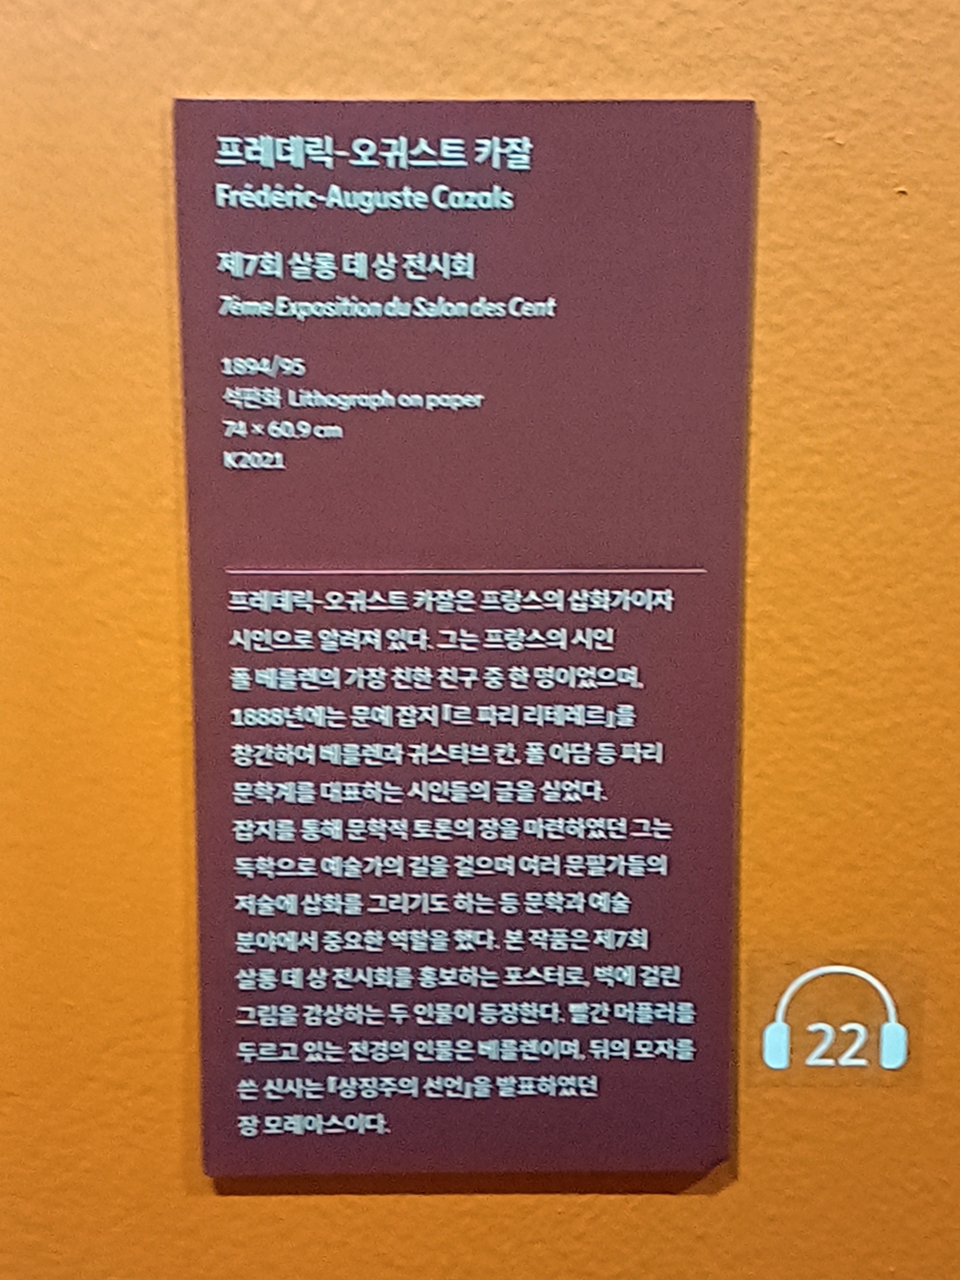 프레데릭-오귀스트 카잘
Frédéric-Auguste Cazals
제7회 살롱 데 상 전시회
7ème Exposition du Salon des Cent
1894/95
석판화 Lithograph on paper
74 × 60.9 cm
K2021
프레데릭-오귀스트 카잘은 프랑스의 삽화가이자
시인으로 알려져 있다. 그는 프랑스의 시인
폴 베를렌의 가장 친한 친구 중 한 명이었으며,
1888년에는 문예 잡지 『르 파리 리테레르』를
창간하여 베를렌과 귀스타브 칸, 폴 아담 등 파리
문학계를 대표하는 시인들의 글을 실었다.
잡지를 통해 문학적 토론의 장을 마련하였던 그는
독학으로 예술가의 길을 걸으며 여러 문필가들의
저술에 삽화를 그리기도 하는 등 문학과 예술
분야에서 중요한 역할을 했다. 본 작품은 제7회
살롱 데 상 전시회를 홍보하는 포스터로, 벽에 걸린
그림을 감상하는 두 인물이 등장한다. 빨간 머플러를
두르고 있는 전경의 인물은 베를렌이며, 뒤의 모자를
쓴 신사는 『상징주의 선언』을 발표하였던
장 모레아스이다.
22